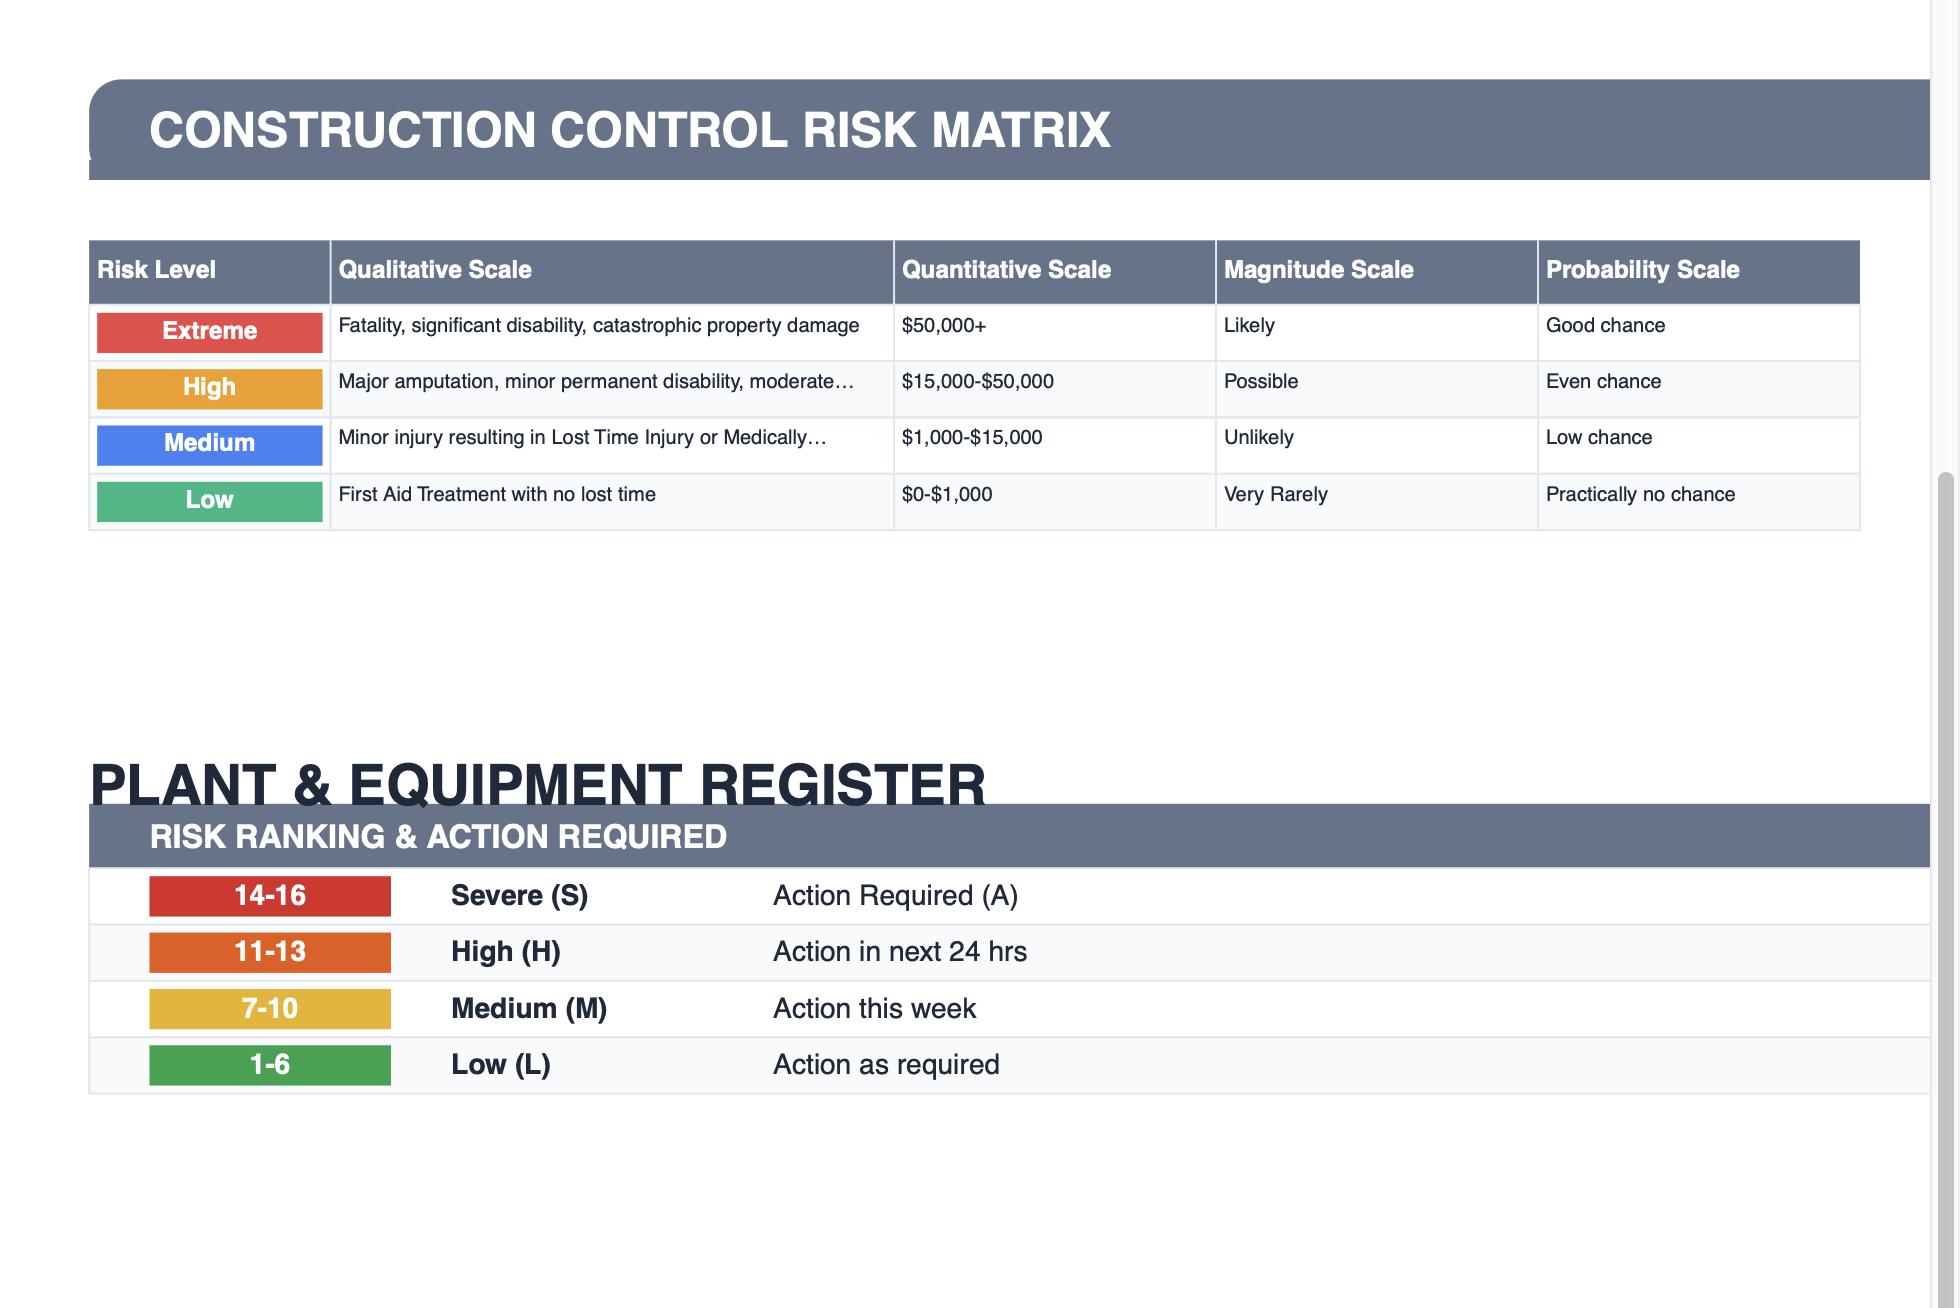 CONSTRUCTION CONTROL RISK MATRIX
Risk Level Qualitative Scale Quantitative Scale Magnitude Scale Probability Scale
Extreme Fatality, significant disability, catastrophic property damage $50,000+ Likely Good chance
High Major amputation, minor permanent disability, moderate… $15,000-$50,000 Possible Even chance
Medium Minor injury resulting in Lost Time Injury or Medically… $1,000-$15,000 Unlikely Low chance
Low First Aid Treatment with no lost time $0-$1,000 Very Rarely Practically no chance
PLANT & EQUIPMENT REGISTER
RISK RANKING & ACTION REQUIRED
14-16 Severe (S) Action Required (A)
11-13 High (H) Action in next 24 hrs
7-10 Medium (M) Action this week
1-6 Low (L) Action as required